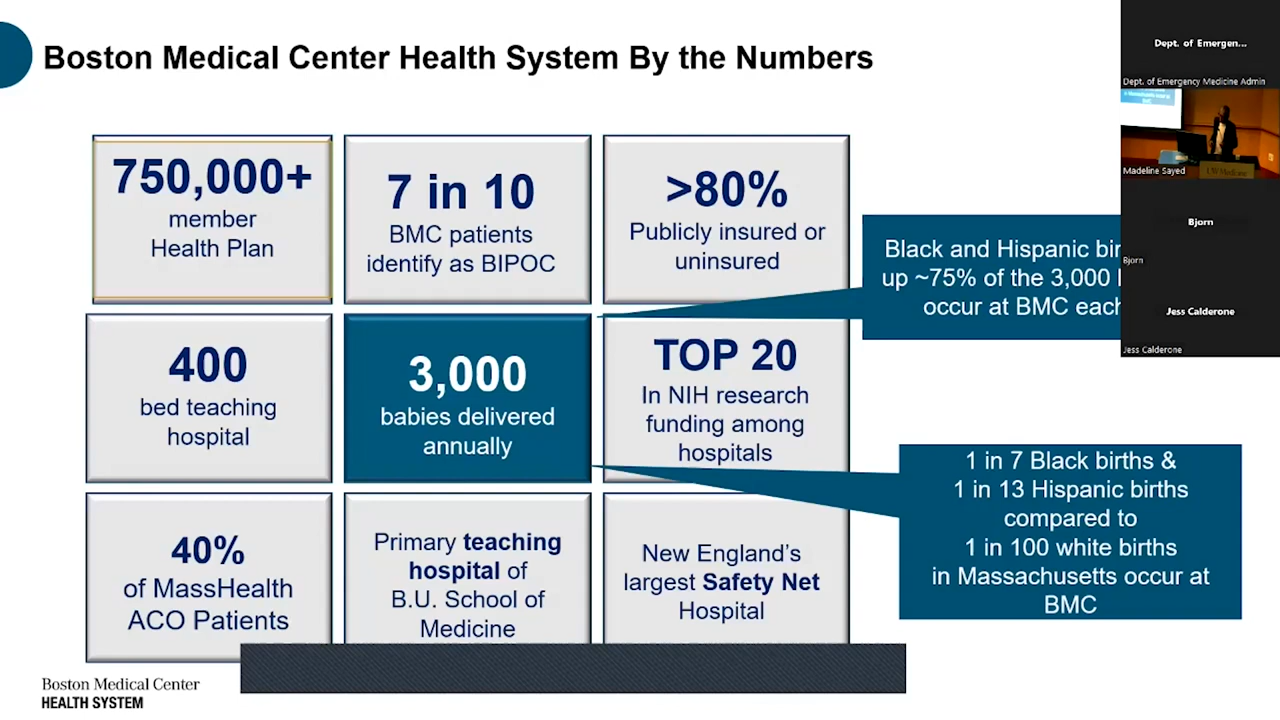 Boston Medical Center Health System By the Numbers
750,000+
member
Health Plan
7 in 10
BMC patients
identify as BIPOC
>80%
Publicly insured or
uninsured
Black and Hispanic
up ~75% of the 3,000
occur at BMC
400
bed teaching
hospital
3,000
babies delivered
annually
TOP 20
In NIH research
funding among
hospitals
1 in 7 Black births &
1 in 13 Hispanic births
compared to
1 in 100 white births
in Massachusetts occur at
BMC
40%
of MassHealth
ACO Patients
Primary teaching
hospital of
B.U. School of
Medicine
New England’s
largest Safety Net
Hospital
Boston Medical Center
HEALTH SYSTEM
Dept. of Emergen...
Dept. of Emergency Medicine Admin
Madeline Sayed
UW Medicine
Bjorn
Bjorn
Jess Calderone
Jess Calderone